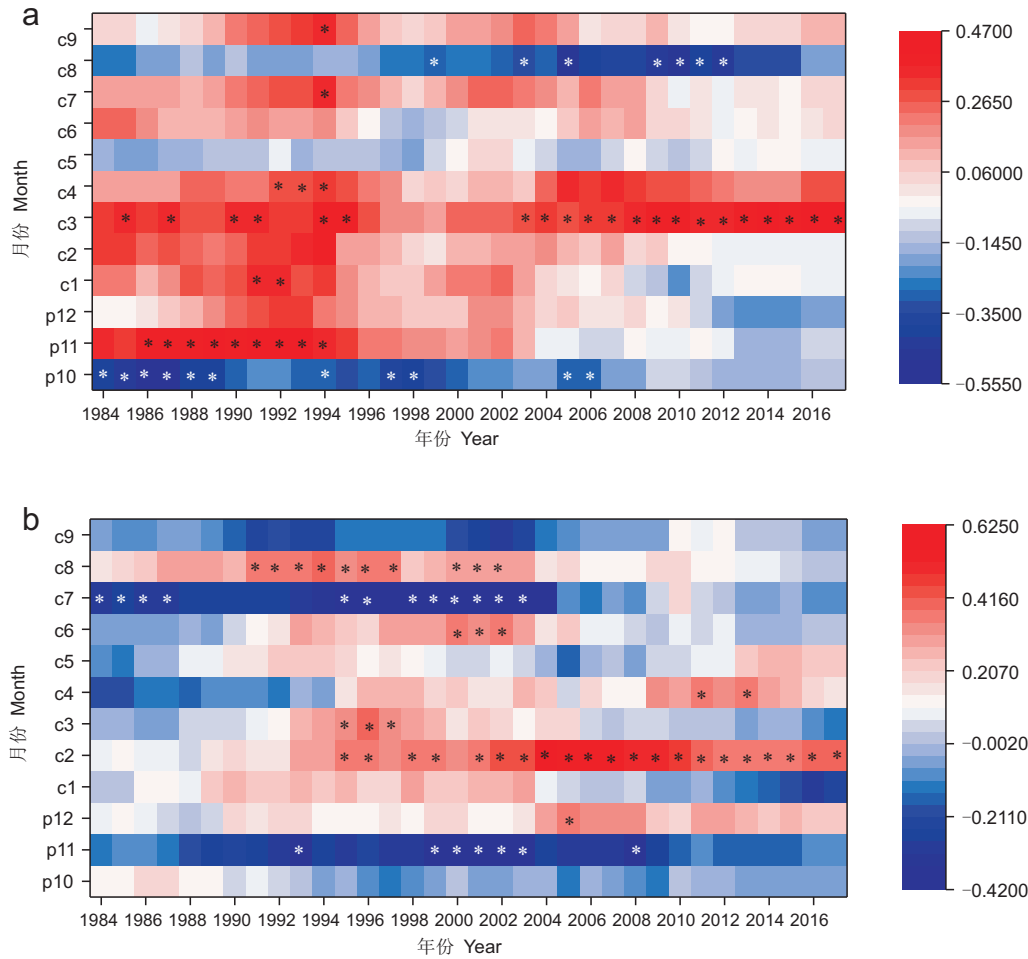 a
c9
c8
c7
c6
c5
c4
c3
c2
c1
p12
p11
p10
月份 Month
1984 1986 1988 1990 1992 1994 1996 1998 2000 2002 2004 2006 2008 2010 2012 2014 2016
年份 Year
0.4700
0.2650
0.06000
−0.1450
−0.3500
−0.5550
b
c9
c8
c7
c6
c5
c4
c3
c2
c1
p12
p11
p10
月份 Month
1984 1986 1988 1990 1992 1994 1996 1998 2000 2002 2004 2006 2008 2010 2012 2014 2016
年份 Year
0.6250
0.4160
0.2070
−0.0020
−0.2110
−0.4200